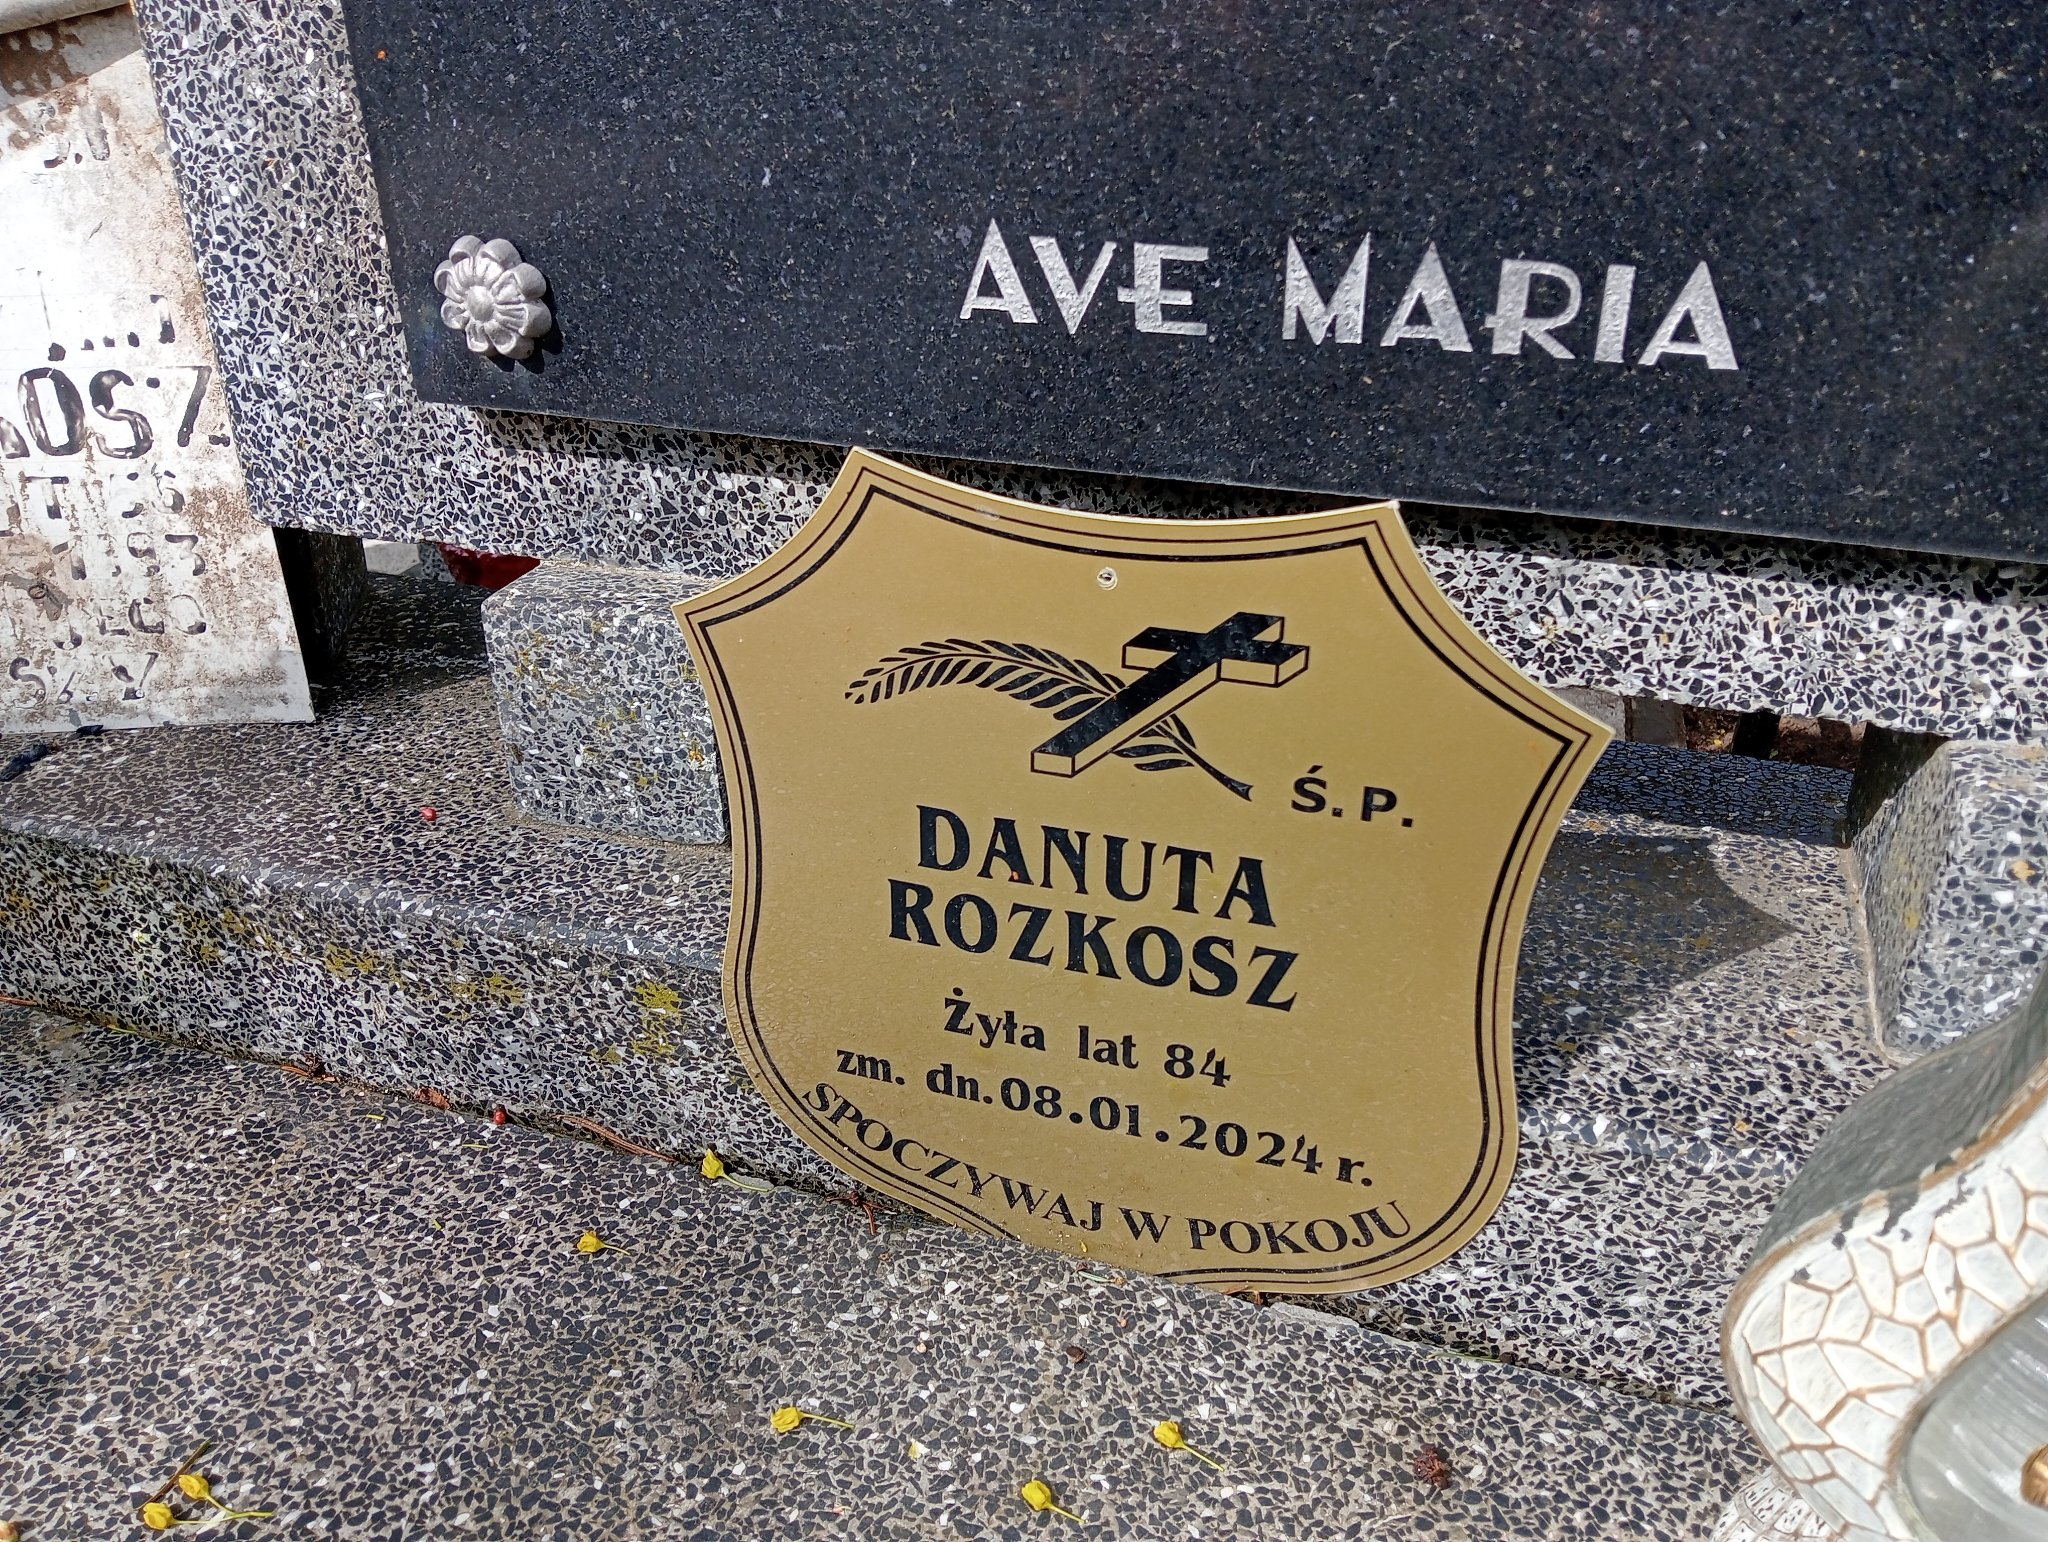 AVE MARIA
Ś.P.
DANUTA
ROZKOSZ
Żyła lat 84
zm. dn. 08.01.2024 r.
SPOCZYWAJ W POKOJU